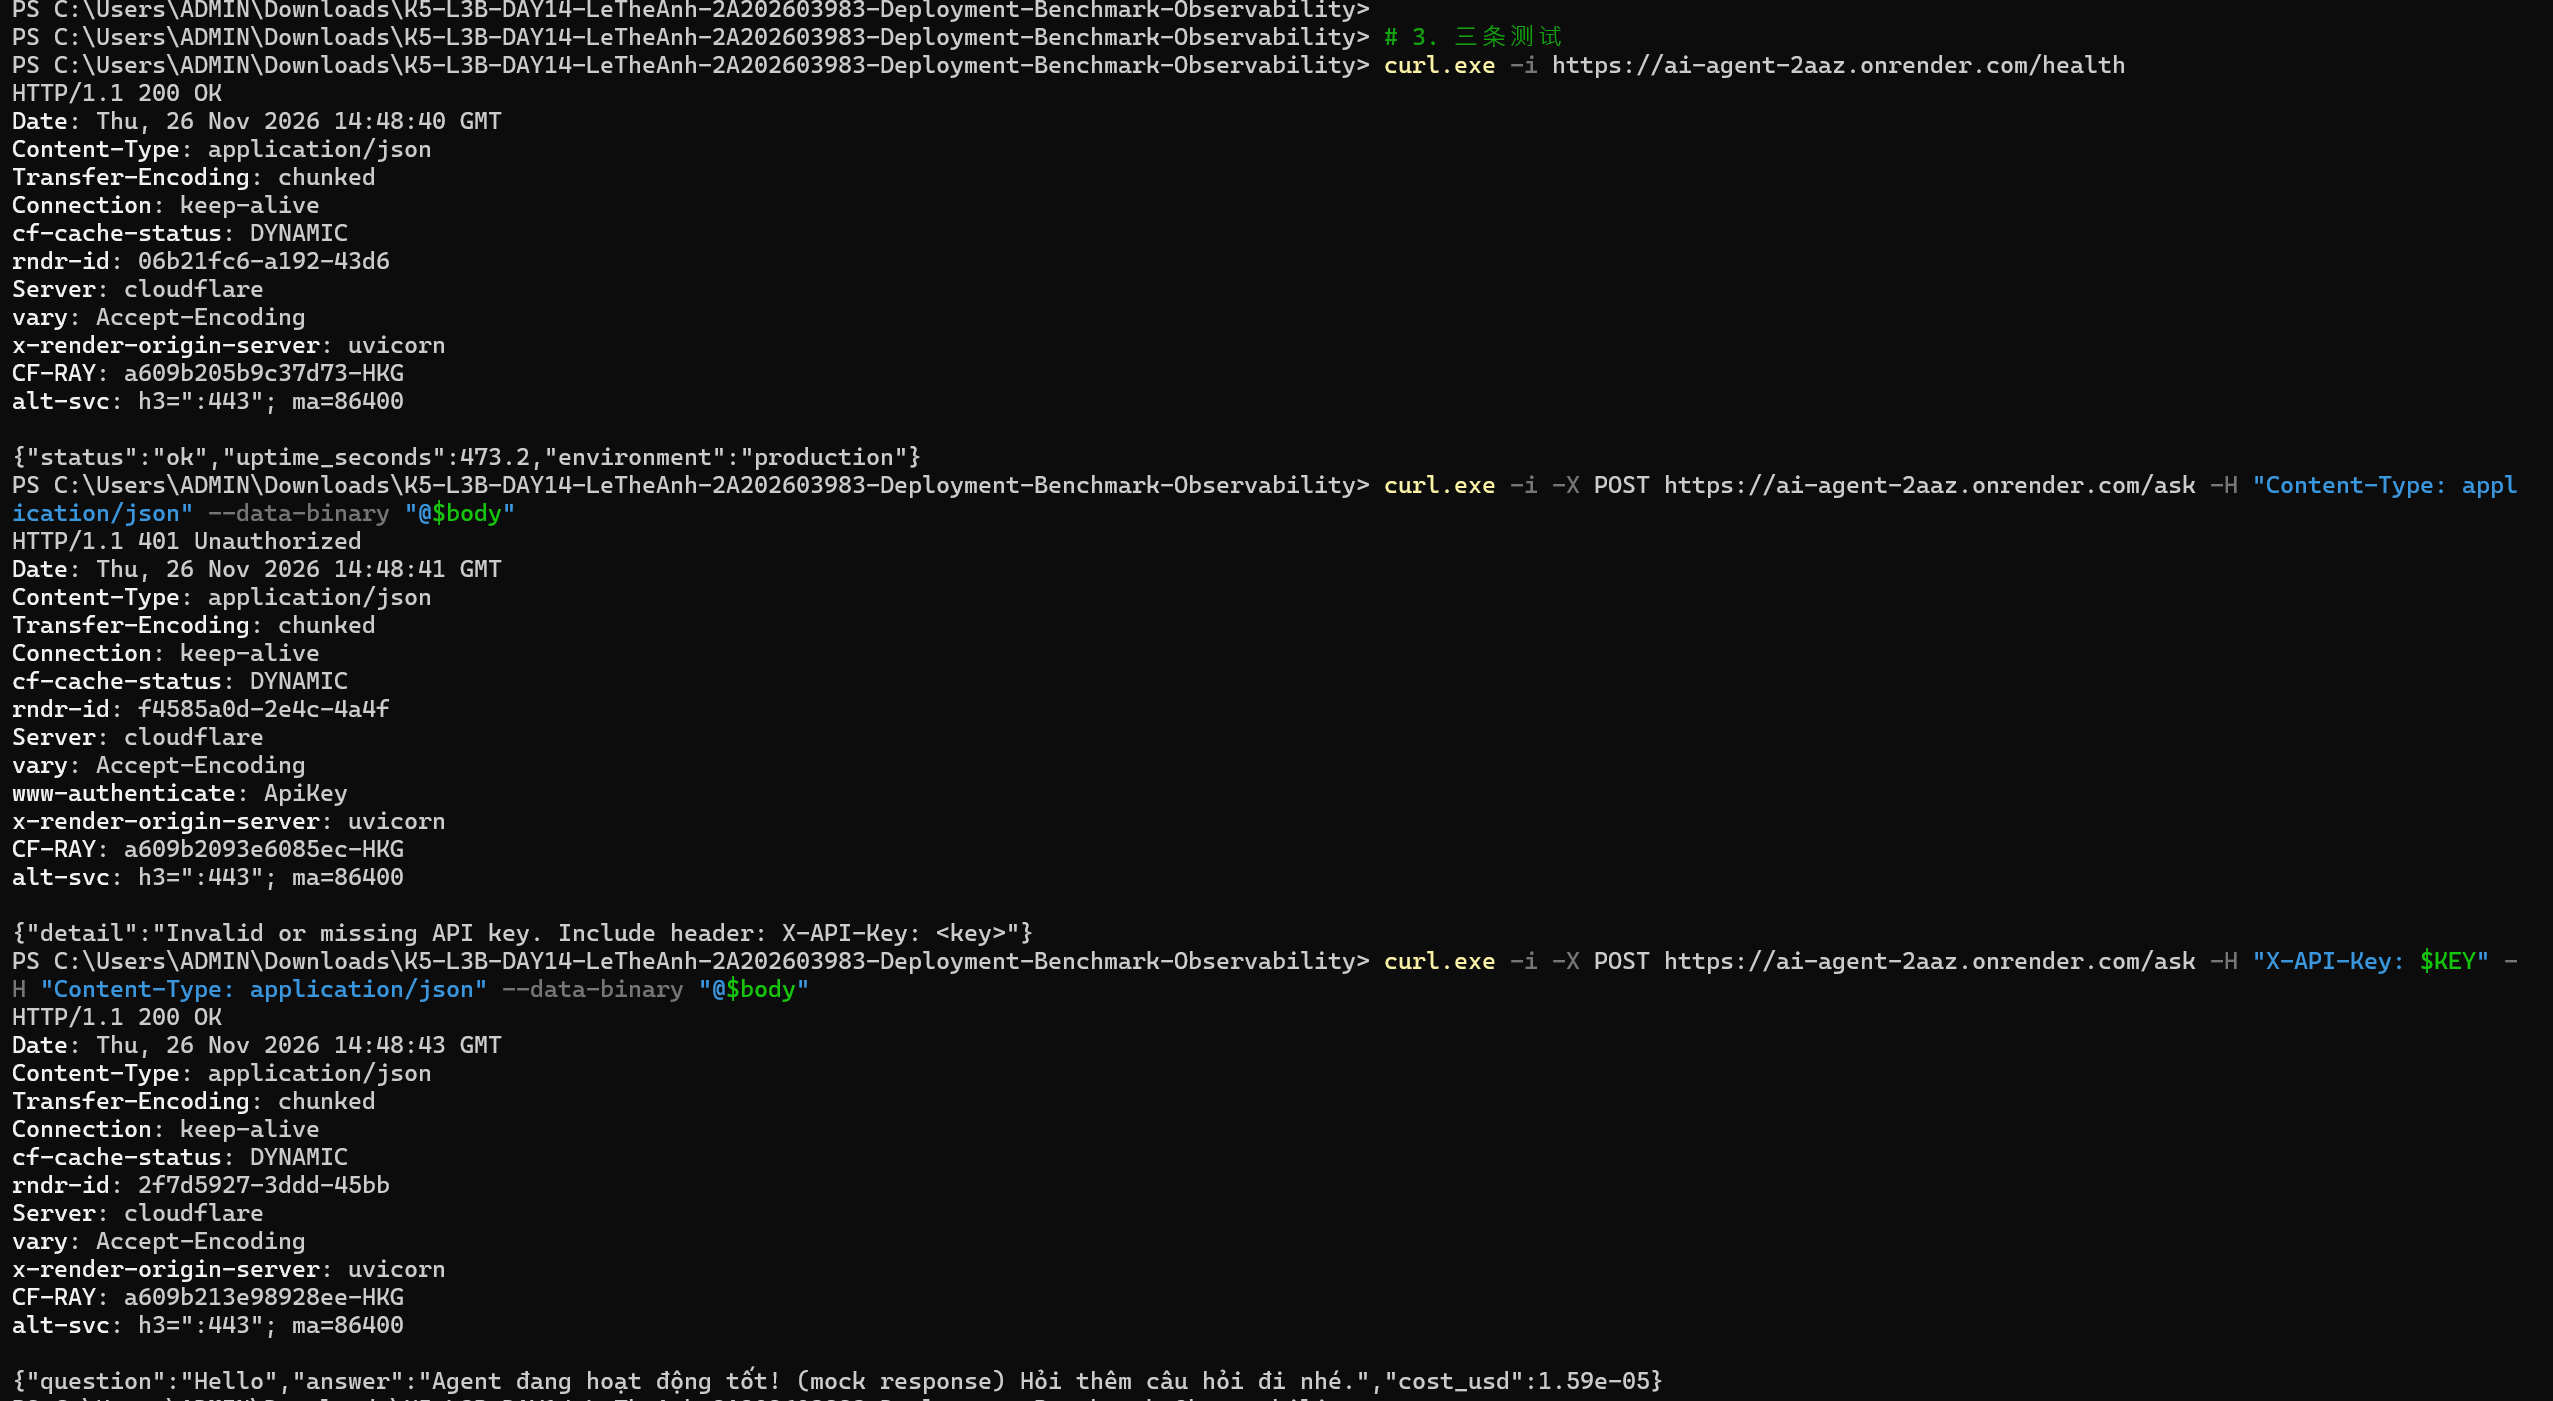 PS C:\Users\ADMIN\Downloads\K5-L3B-DAY14-LeTheAnh-2A202603983-Deployment-Benchmark-Observability>
PS C:\Users\ADMIN\Downloads\K5-L3B-DAY14-LeTheAnh-2A202603983-Deployment-Benchmark-Observability> # 3. 三条测试
PS C:\Users\ADMIN\Downloads\K5-L3B-DAY14-LeTheAnh-2A202603983-Deployment-Benchmark-Observability> curl.exe -i https://ai-agent-2aaz.onrender.com/health
HTTP/1.1 200 OK
Date: Thu, 26 Nov 2026 14:48:40 GMT
Content-Type: application/json
Transfer-Encoding: chunked
Connection: keep-alive
cf-cache-status: DYNAMIC
rndr-id: 06b21fc6-a192-43d6
Server: cloudflare
vary: Accept-Encoding
x-render-origin-server: uvicorn
CF-RAY: a609b205b9c37d73-HKG
alt-svc: h3=":443"; ma=86400
{"status":"ok","uptime_seconds":473.2,"environment":"production"}
PS C:\Users\ADMIN\Downloads\K5-L3B-DAY14-LeTheAnh-2A202603983-Deployment-Benchmark-Observability> curl.exe -i -X POST https://ai-agent-2aaz.onrender.com/ask -H "Content-Type: appl
ication/json" --data-binary "@$body"
HTTP/1.1 401 Unauthorized
Date: Thu, 26 Nov 2026 14:48:41 GMT
Content-Type: application/json
Transfer-Encoding: chunked
Connection: keep-alive
cf-cache-status: DYNAMIC
rndr-id: f4585a0d-2e4c-4a4f
Server: cloudflare
vary: Accept-Encoding
www-authenticate: ApiKey
x-render-origin-server: uvicorn
CF-RAY: a609b2093e6085ec-HKG
alt-svc: h3=":443"; ma=86400
{"detail":"Invalid or missing API key. Include header: X-API-Key: <key>"}
PS C:\Users\ADMIN\Downloads\K5-L3B-DAY14-LeTheAnh-2A202603983-Deployment-Benchmark-Observability> curl.exe -i -X POST https://ai-agent-2aaz.onrender.com/ask -H "X-API-Key: $KEY" -
H "Content-Type: application/json" --data-binary "@$body"
HTTP/1.1 200 OK
Date: Thu, 26 Nov 2026 14:48:43 GMT
Content-Type: application/json
Transfer-Encoding: chunked
Connection: keep-alive
cf-cache-status: DYNAMIC
rndr-id: 2f7d5927-3ddd-45bb
Server: cloudflare
vary: Accept-Encoding
x-render-origin-server: uvicorn
CF-RAY: a609b213e98928ee-HKG
alt-svc: h3=":443"; ma=86400
{"question":"Hello","answer":"Agent đang hoạt động tốt! (mock response) Hỏi thêm câu hỏi đi nhé.","cost_usd":1.59e-05}